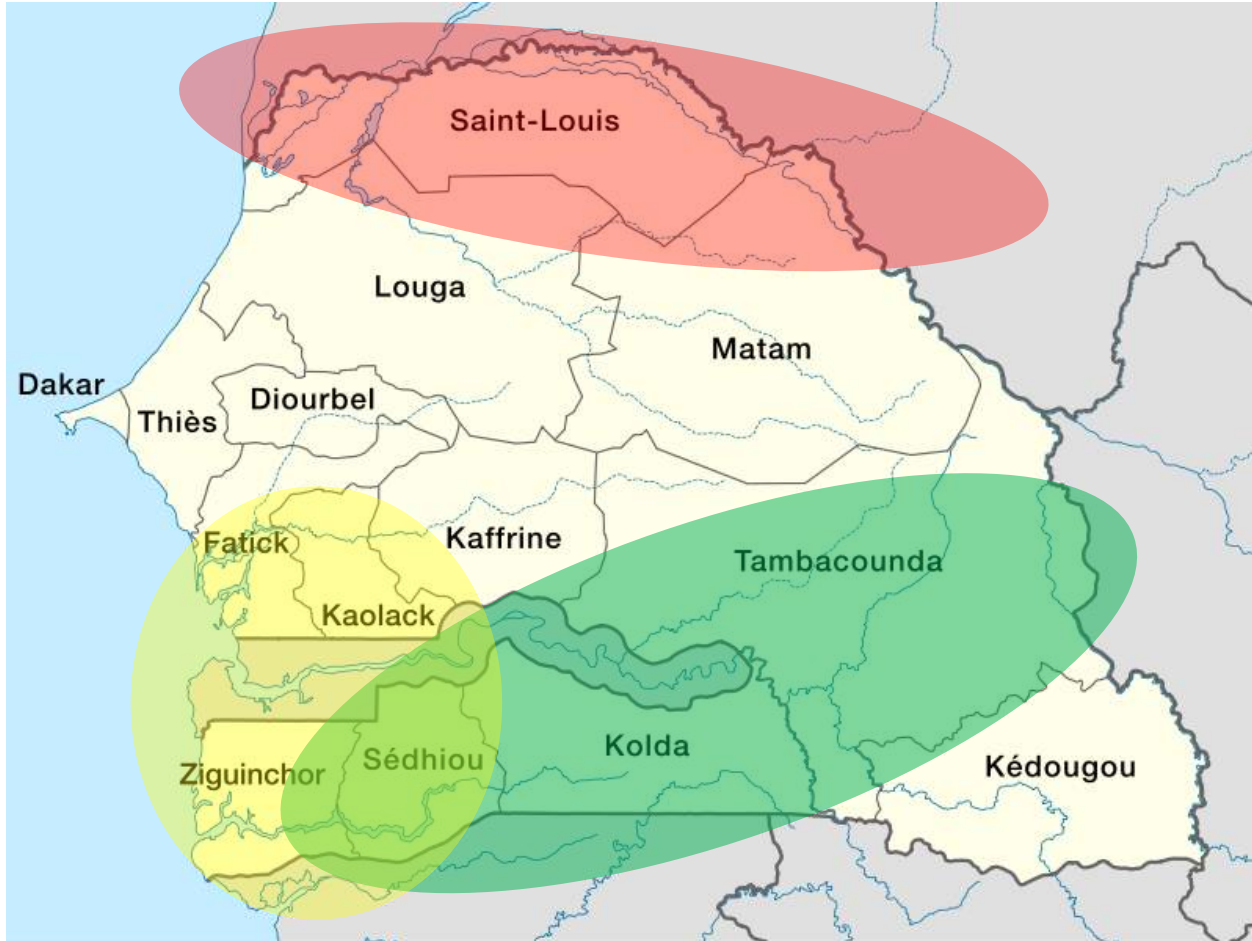 Saint-Louis
Louga
Matam
Dakar
Diourbel
Thiès
Fatick
Kaffrine
Tambacounda
Kaolack
Sédhiou
Kolda
Ziguinchor
Kédougou